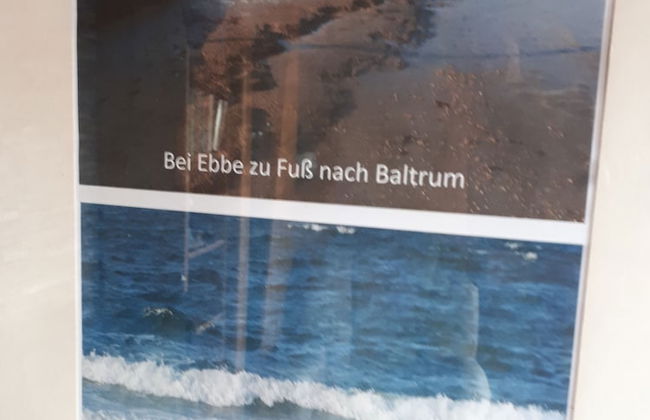 Bei Ebbe zu Fuß nach Baltrum